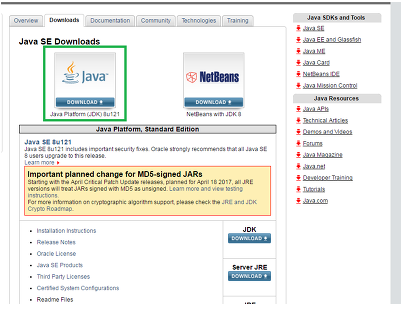 Overview
Downloads
Documentation
Community
Technologies
Training
Java SE Downloads
Java
DOWNLOAD
Java Platform (JDK) 8u121
NetBeans
DOWNLOAD
NetBeans with JDK 8
Java Platform, Standard Edition
Java SE 8u121
Java SE 8u121 includes important security fixes. Oracle strongly recommends that all Java SE
8 users upgrade to this release.
Learn more
Important planned change for MD5-signed JARs
Starting with the April Critical Patch Update releases, planned for April 18 2017, all JRE
versions will treat JARs signed with MD5 as unsigned. Learn more and view testing
instructions.
For more information on cryptographic algorithm support, please check the JRE and JDK
Crypto Roadmap.
Installation Instructions
Release Notes
Oracle License
Java SE Products
Third Party Licenses
Certified System Configurations
Readme Files
JDK
DOWNLOAD
Server JRE
DOWNLOAD
Java SDKs and Tools
Java SE
Java EE and Glassfish
Java ME
Java Card
NetBeans IDE
Java Mission Control
Java Resources
Java APIs
Technical Articles
Demos and Videos
Forums
Java Magazine
Java.net
Developer Training
Tutorials
Java.com